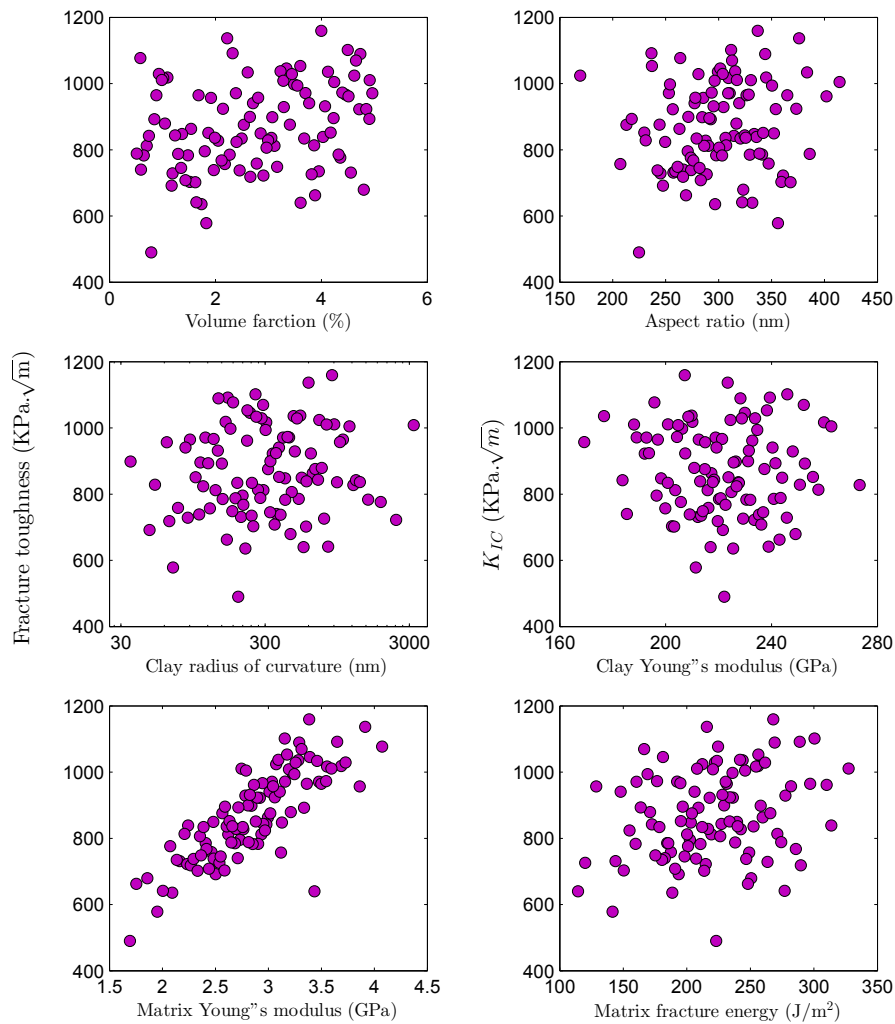 1200
1000
800
600
400
0 2 4 6
Volume farction (%)
1200
1000
800
600
400
150 200 250 300 350 400 450
Aspect ratio (nm)
Fracture toughness (KPa.√m)
1200
1000
800
600
400
30 300 3000
Clay radius of curvature (nm)
K_{IC} (KPa.√m)
1200
1000
800
600
400
160 200 240 280
Clay Young"s modulus (GPa)
1200
1000
800
600
400
1.5 2 2.5 3 3.5 4 4.5
Matrix Young"s modulus (GPa)
1200
1000
800
600
400
100 150 200 250 300 350
Matrix fracture energy (J/m²)